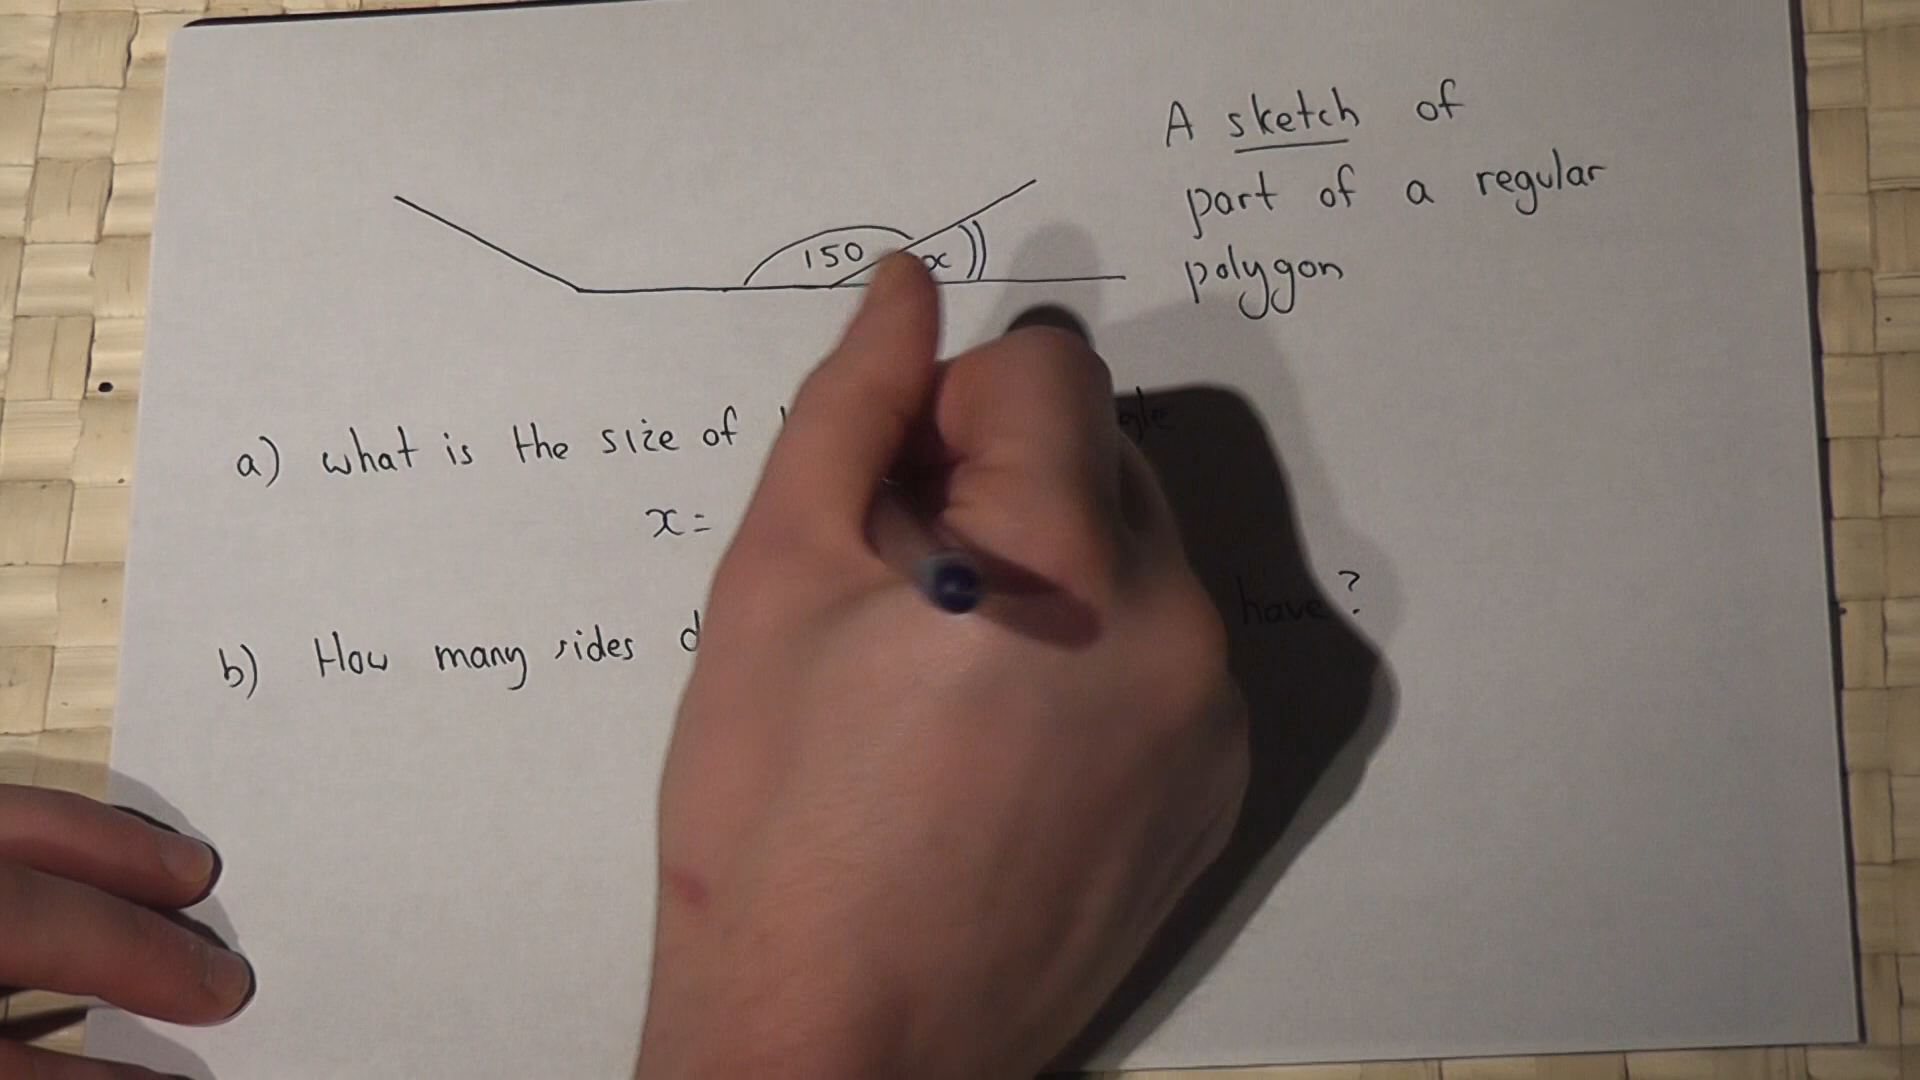 A sketch of
part of a regular
polygon
150 x
a) what is the size of
x=
b) How many sides have?